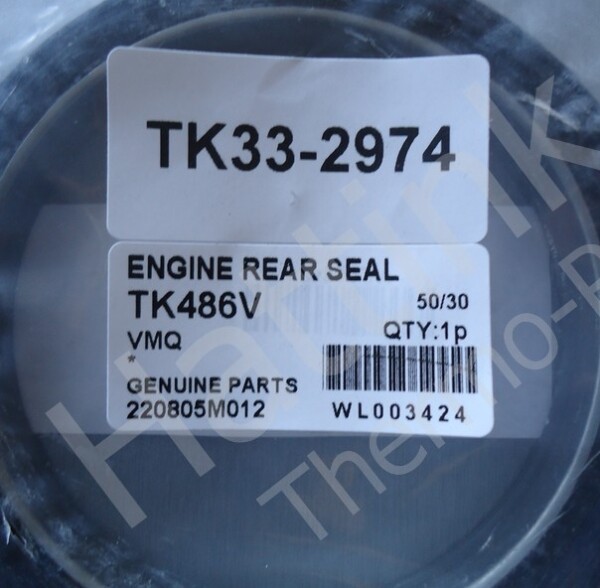 TK33-2974
ENGINE REAR SEAL
TK486V
50/30
VMQ
QTY:1p
*
GENUINE PARTS
220805M012
WL003424